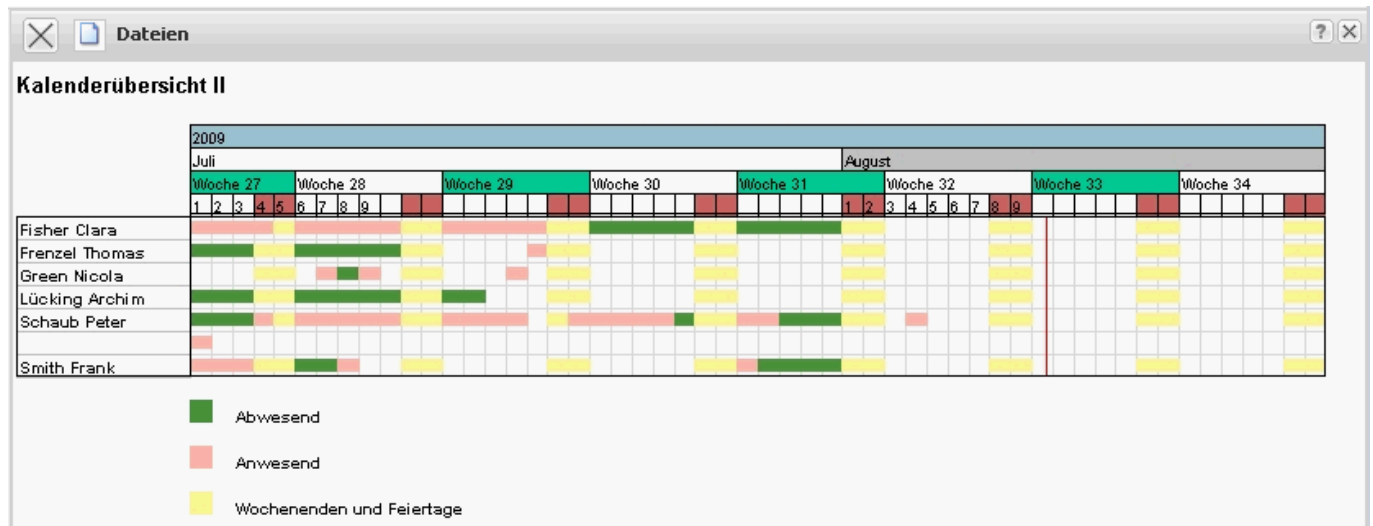 Dateien
?
Kalenderübersicht II
2009
Juli August
Woche 27 Woche 28 Woche 29 Woche 30 Woche 31 Woche 32 Woche 33 Woche 34
1 2 3 4 5 6 7 8 9 1 2 3 4 5 6 7 8 9
Fisher Clara
Frenzel Thomas
Green Nicola
Lücking Archim
Schaub Peter
Smith Frank
Abwesend
Anwesend
Wochenenden und Feiertage